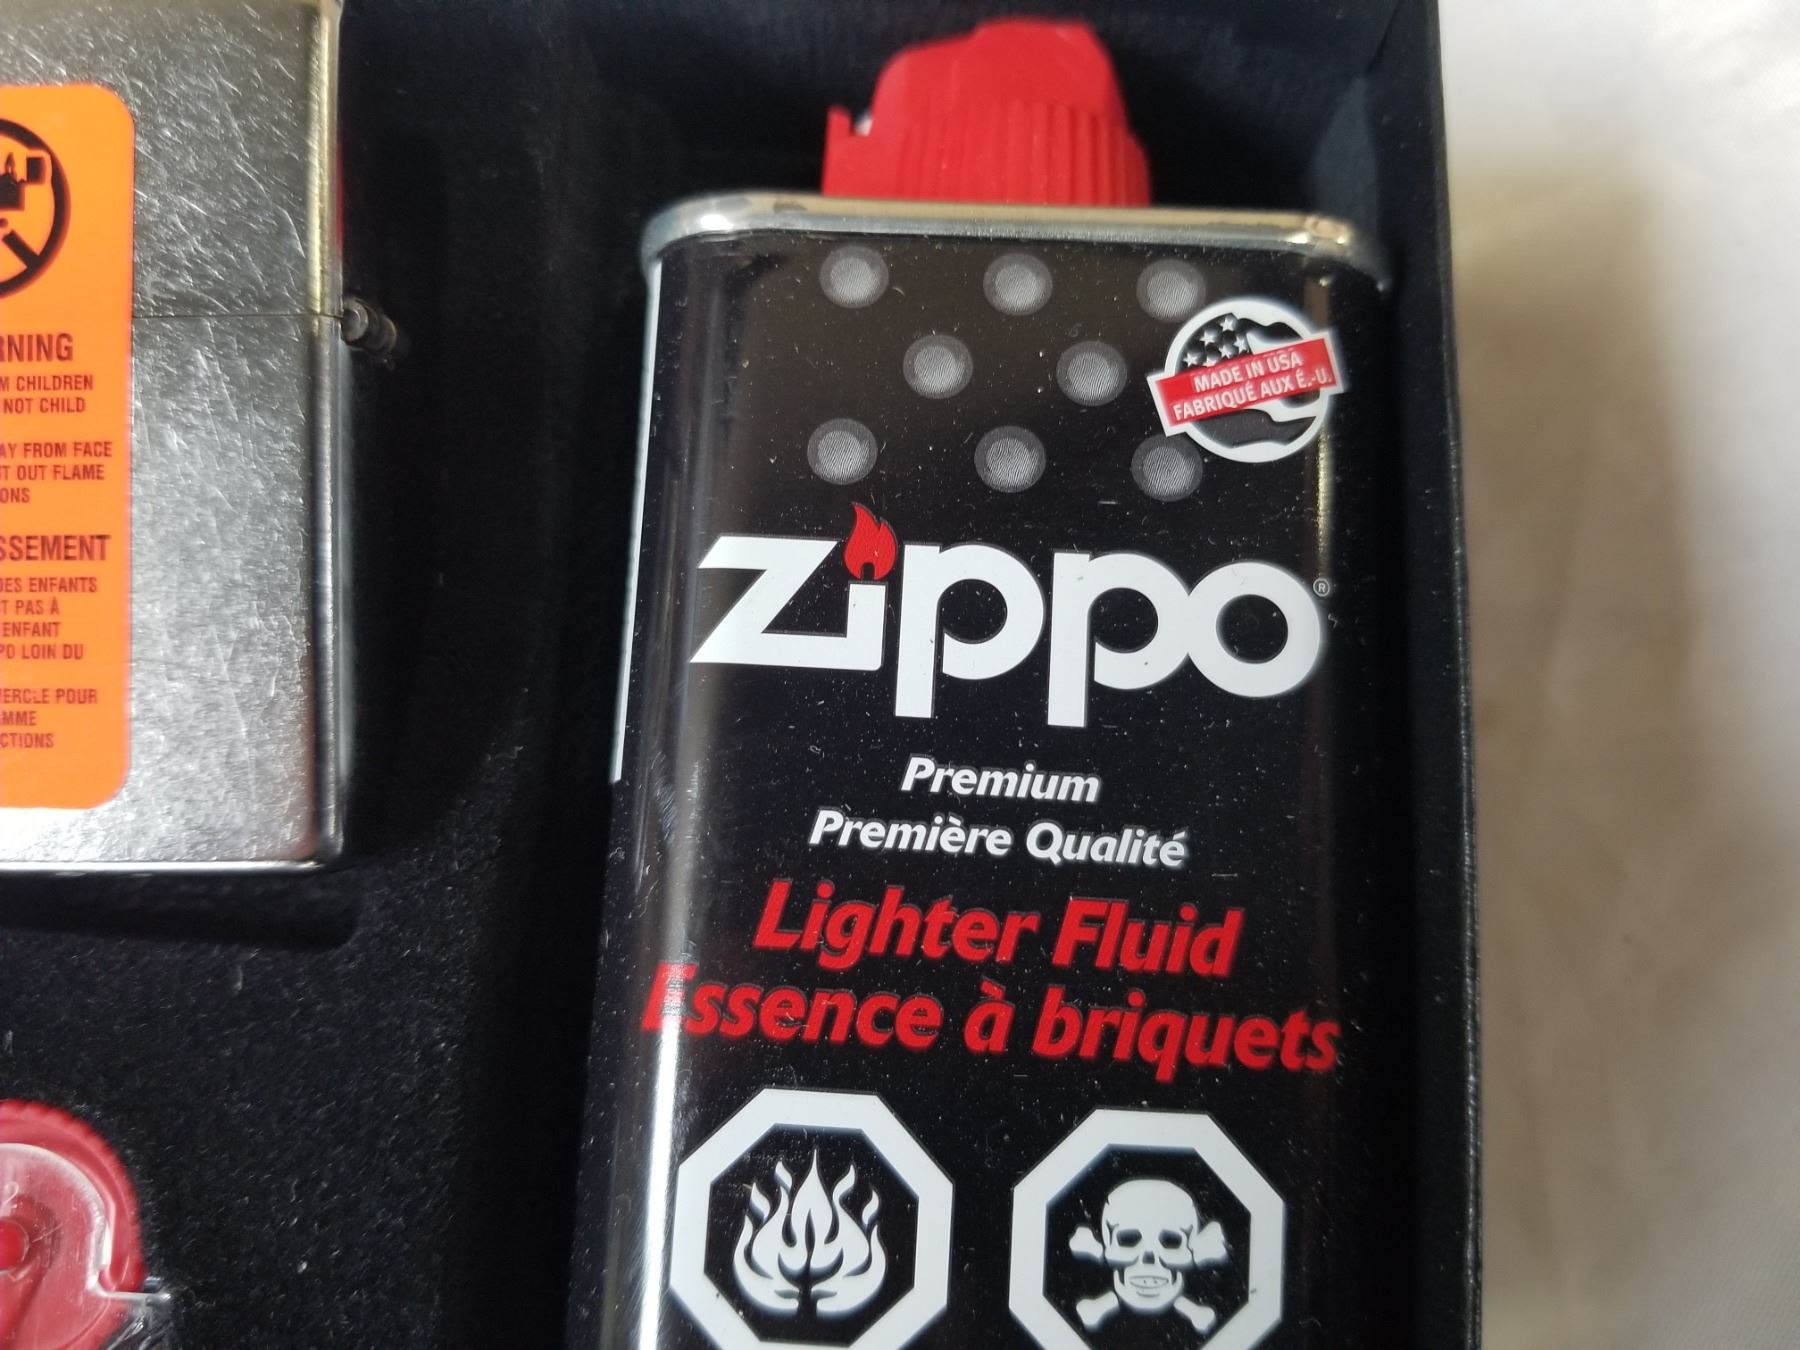 RNING
M CHILDREN
NOT CHILD
AY FROM FACE
T OUT FLAME
ONS
SSEMENT
DES ENFANTS
T PAS À
ENFANT
PO LOIN DU
ERCLE POUR
MME
CTIONS
MADE IN USA
FABRIQUÉ AUX É.-U.
zippo®
Premium
Première Qualité
Lighter Fluid
Essence à briquets